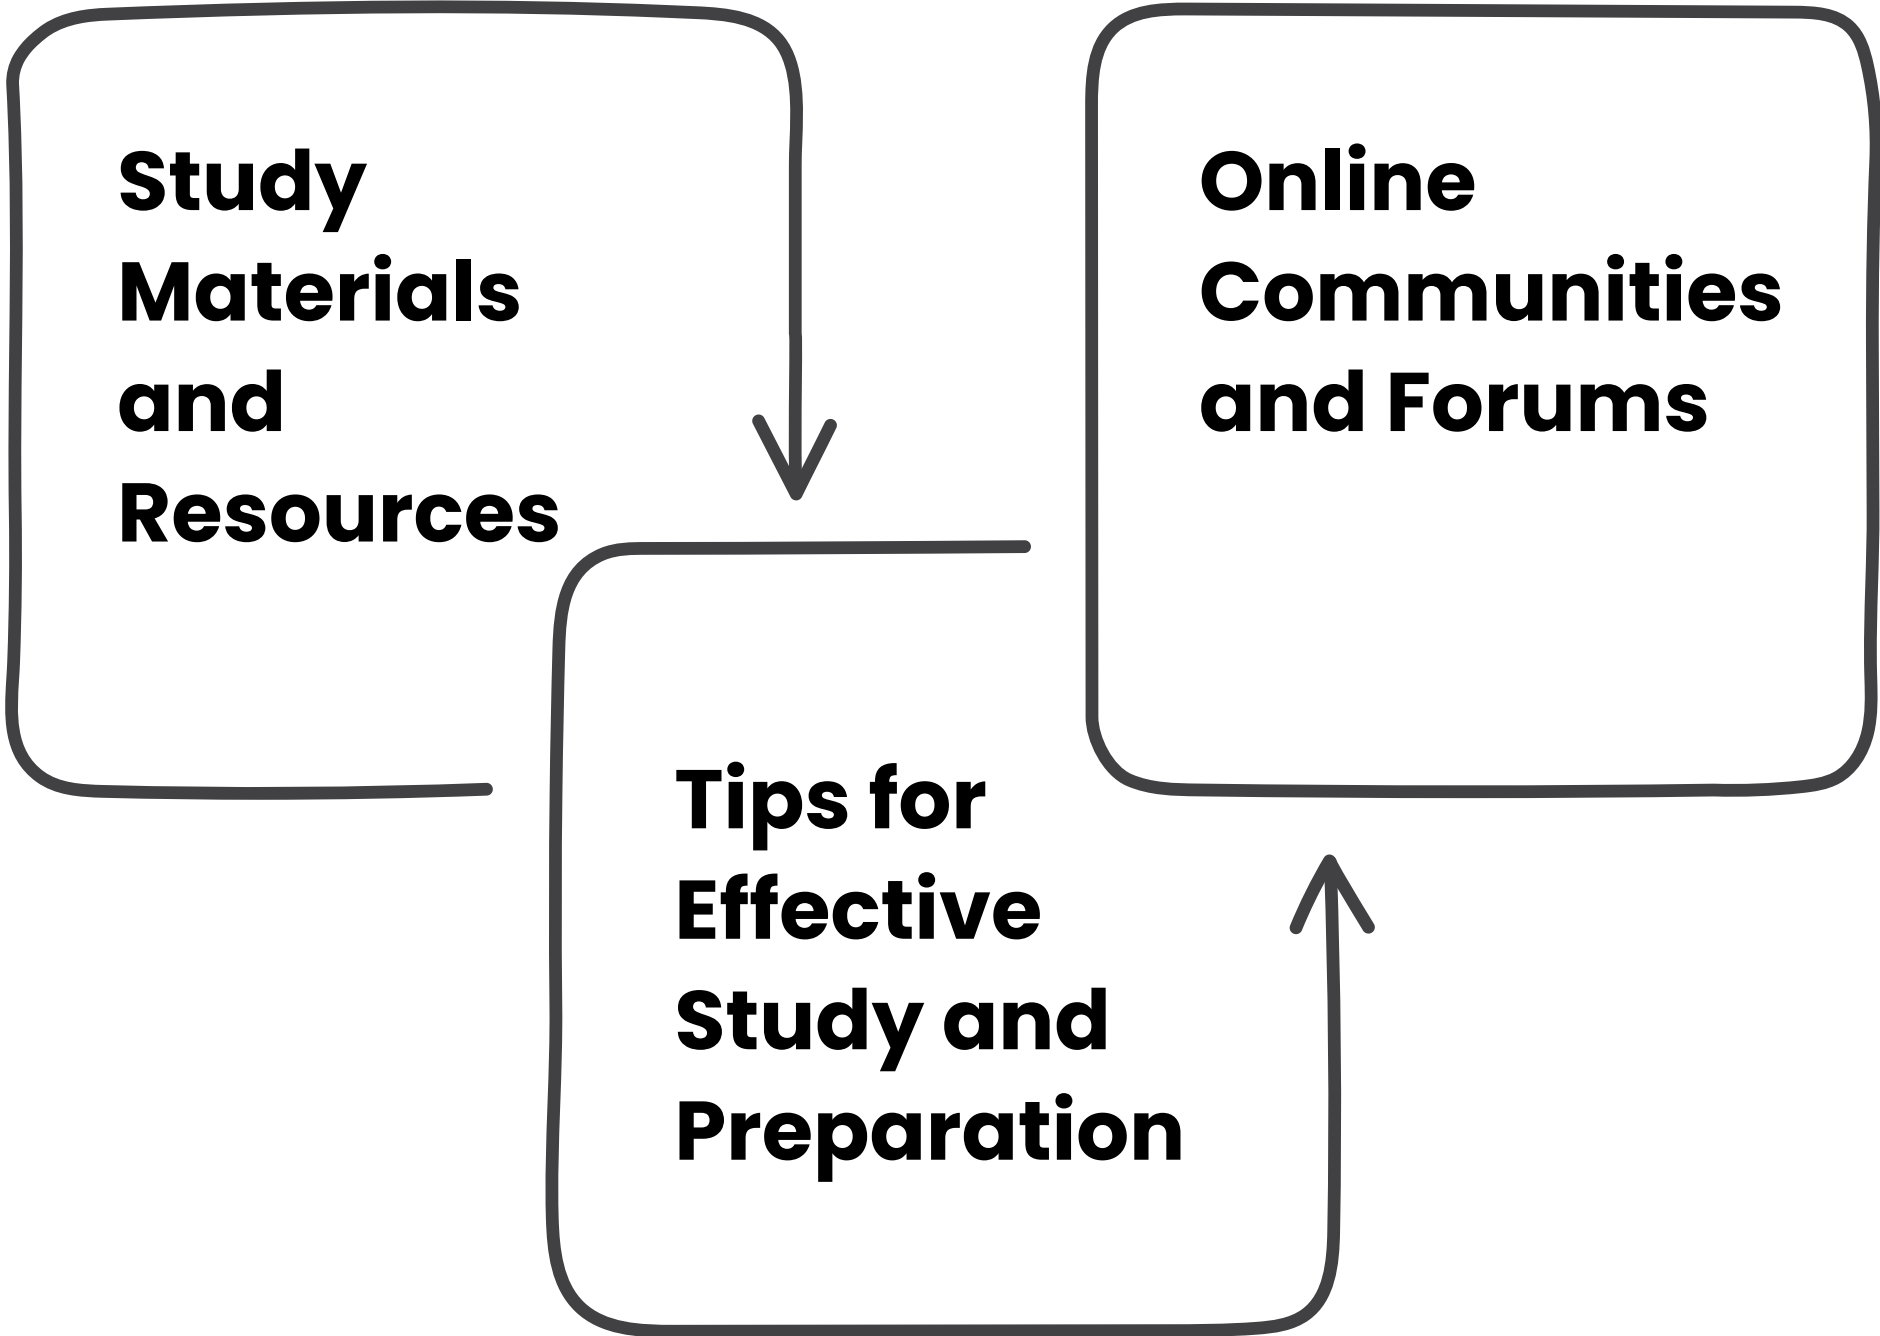 Study
Materials
and
Resources
Tips for
Effective
Study and
Preparation
Online
Communities
and Forums